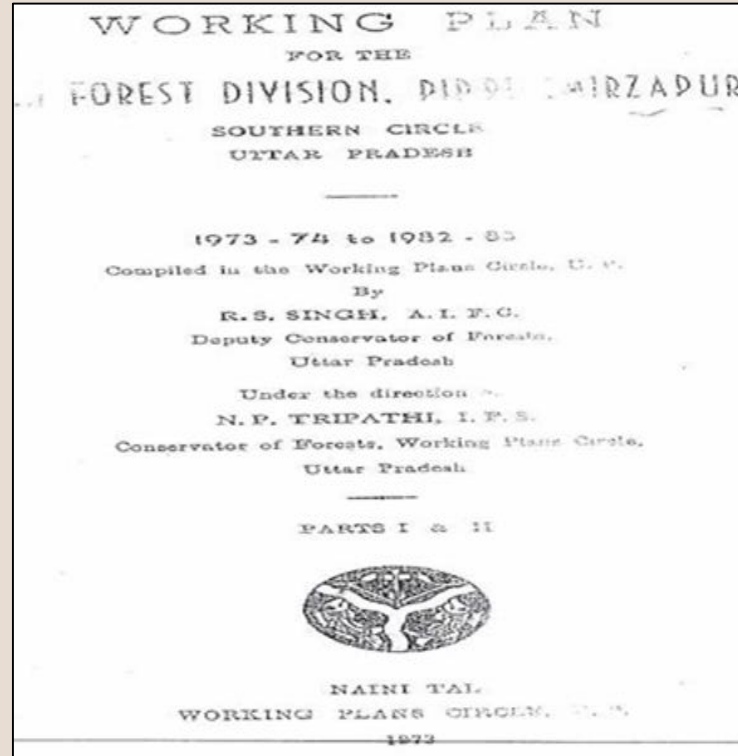 WORKING PLAN
FOR THE
FOREST DIVISION, MIRZAPUR
SOUTHERN CIRCLE
UTTAR PRADESH
1973 - 74 to 1982 - 83
Compiled in the Working Plans Circle, U. P.
By
R. S. SINGH, A. I. F. C.
Deputy Conservator of Forests,
Uttar Pradesh
Under the direction
N. P. TRIPATHI, I. F. S.
Conservator of Forests, Working Plans Circle,
Uttar Pradesh
PARTS I & II
NAINI TAL
WORKING PLANS CIRCLE, U. P.
1973